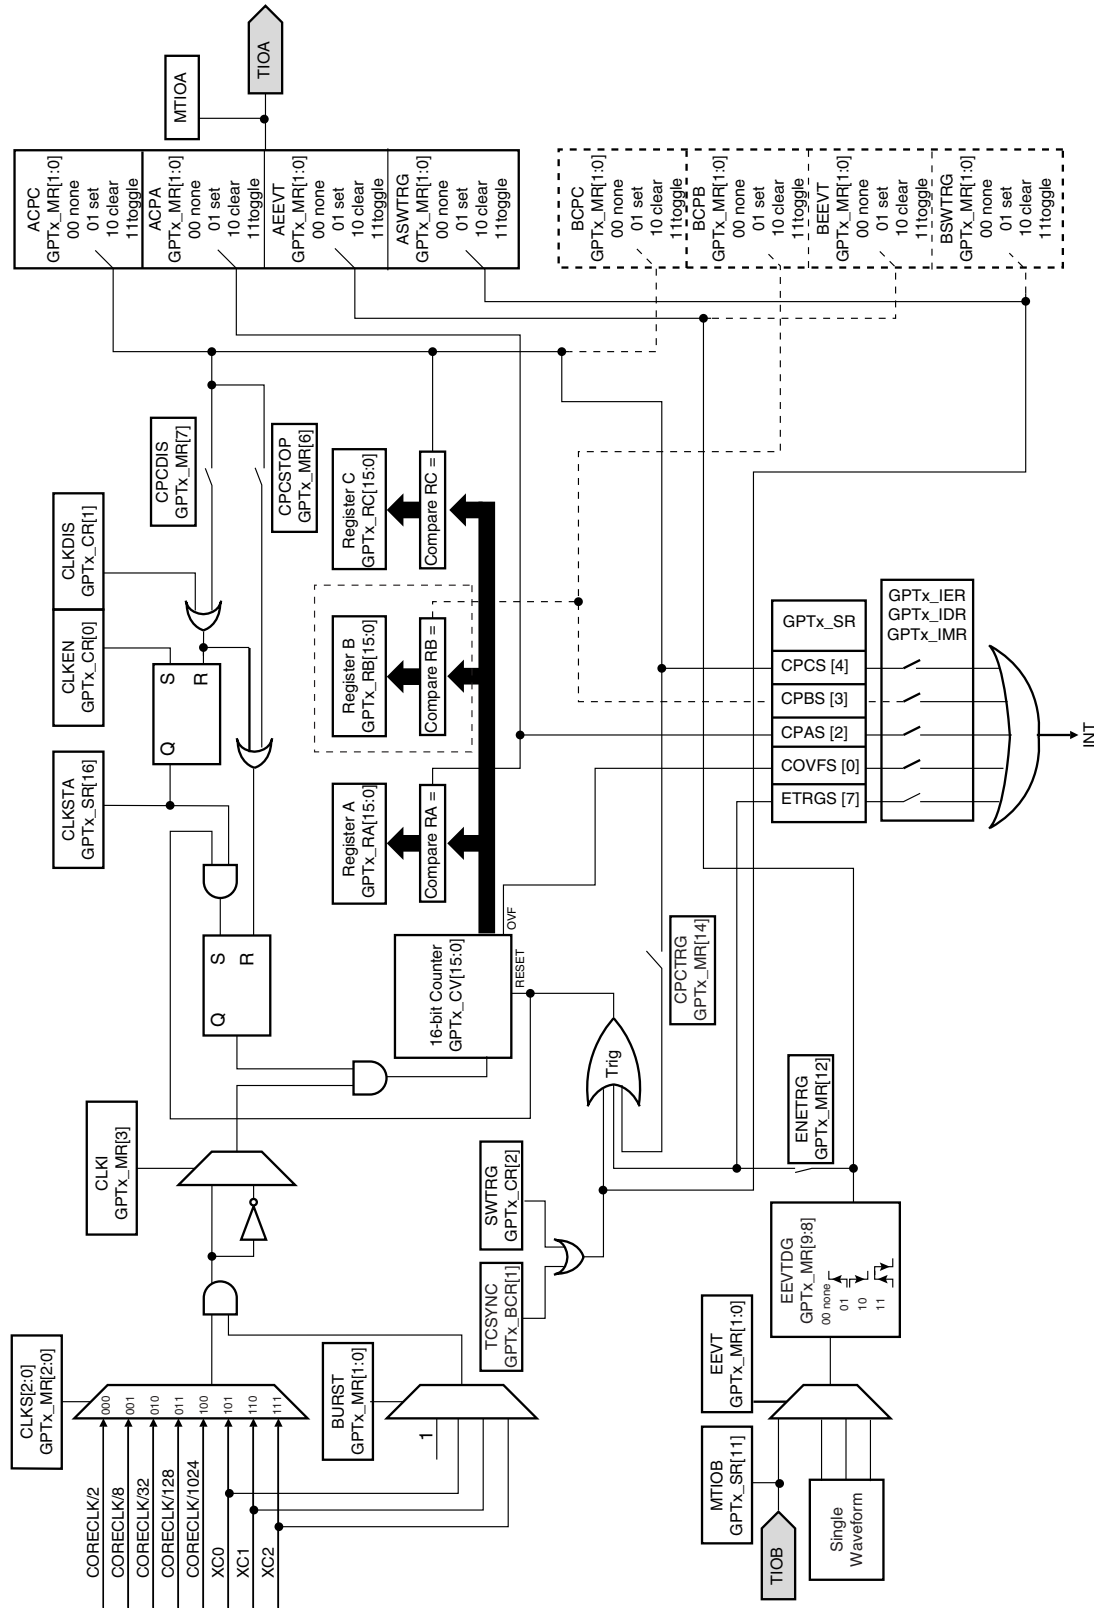 CLKS[2:0]
GPTx_MR[2:0]
CORECLK/2
CORECLK/8
CORECLK/32
CORECLK/128
CORECLK/1024
XC0
XC1
XC2
000
001
010
011
100
101
110
111
BURST
GPTx_MR[1:0]
1
CLKI
GPTx_MR[3]
CLKSTA
GPTx_SR[16]
CLKEN
GPTx_CR[0]
CLKDIS
GPTx_CR[1]
CPCDIS
GPTx_MR[7]
CPCSTOP
GPTx_MR[6]
Q
S
R
Q
S
R
16-bit Counter
GPTx_CV[15:0]
OVF
RESET
Register A
GPTx_RA[15:0]
Compare RA =
Register B
GPTx_RB[15:0]
Compare RB =
Register C
GPTx_RC[15:0]
Compare RC =
MTIOA
TIOA
ACPC
GPTx_MR[1:0]
00 none
01 set
10 clear
11toggle
ACPA
GPTx_MR[1:0]
00 none
01 set
10 clear
11toggle
AEEVT
GPTx_MR[1:0]
00 none
01 set
10 clear
11toggle
ASWTRG
GPTx_MR[1:0]
00 none
01 set
10 clear
11toggle
BCPC
GPTx_MR[1:0]
00 none
01 set
10 clear
11toggle
BCPB
GPTx_MR[1:0]
00 none
01 set
10 clear
11toggle
BEEVT
GPTx_MR[1:0]
00 none
01 set
10 clear
11toggle
BSWTRG
GPTx_MR[1:0]
00 none
01 set
10 clear
11toggle
TCSYNC
GPTx_BCR[1]
SWTRG
GPTx_CR[2]
Trig
CPCTRG
GPTx_MR[14]
ENETRG
GPTx_MR[12]
MTIOB
GPTx_SR[11]
TIOB
Single
Waveform
EEVT
GPTx_MR[1:0]
EEVTDG
GPTx_MR[9:8]
00 none
01
10
11
GPTx_SR
CPCS [4]
CPBS [3]
CPAS [2]
COVFS [0]
ETRGS [7]
GPTx_IER
GPTx_IDR
GPTx_IMR
INT